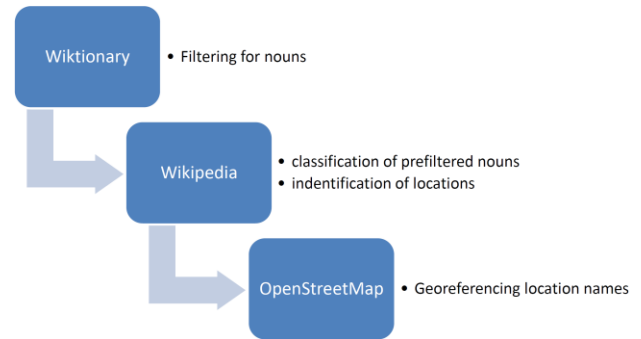 Wiktionary
• Filtering for nouns
Wikipedia
• classification of prefiltered nouns
• indentification of locations
OpenStreetMap
• Georeferencing location names